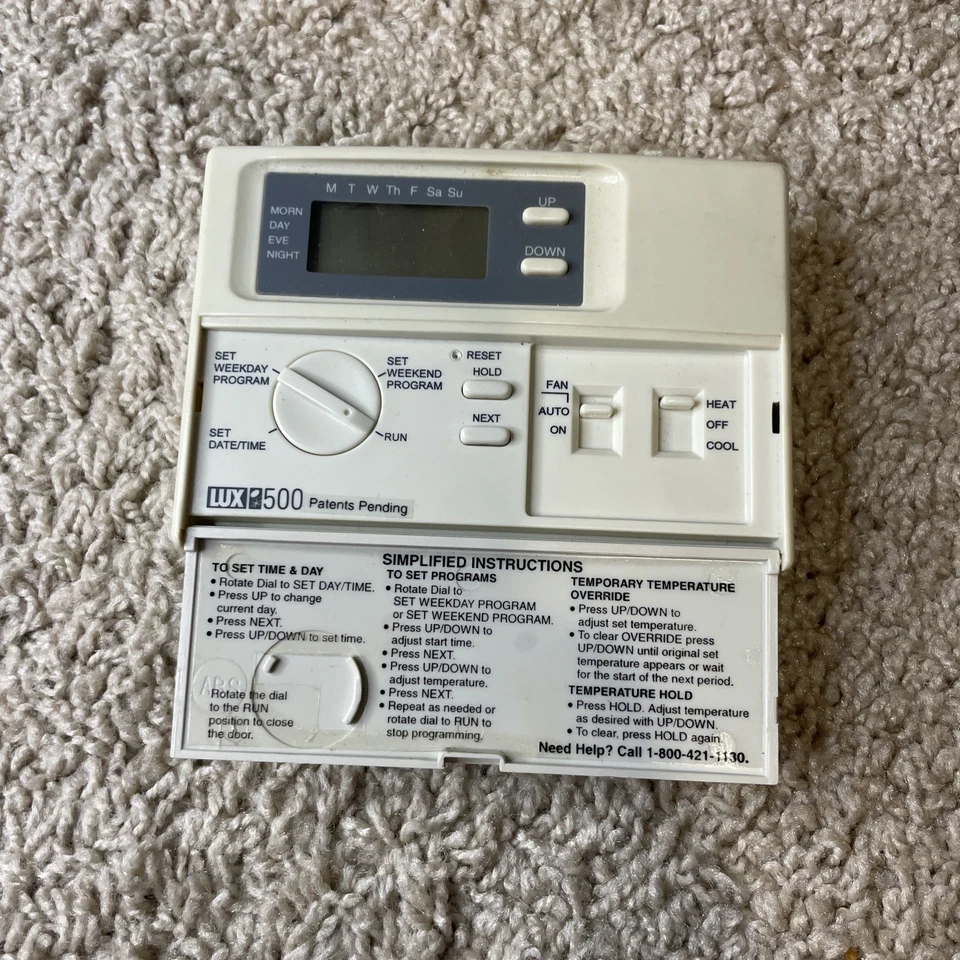 M T W Th F Sa Su
MORN
DAY
EVE
NIGHT
UP
DOWN
SET
WEEKDAY
PROGRAM
SET
WEEKEND
PROGRAM
SET
DATE/TIME
RUN
RESET
HOLD
NEXT
FAN
AUTO
ON
HEAT
OFF
COOL
LUX 500 Patents Pending
SIMPLIFIED INSTRUCTIONS
TO SET TIME & DAY
• Rotate Dial to SET DAY/TIME.
• Press UP to change
current day.
• Press NEXT.
• Press UP/DOWN to set time.
ABS
Rotate the dial
to the RUN
position to close
the door.
TO SET PROGRAMS
• Rotate Dial to
SET WEEKDAY PROGRAM
or SET WEEKEND PROGRAM.
• Press UP/DOWN to
adjust start time.
• Press NEXT.
• Press UP/DOWN to
adjust temperature.
• Press NEXT.
• Repeat as needed or
rotate dial to RUN to
stop programming.
TEMPORARY TEMPERATURE
OVERRIDE
• Press UP/DOWN to
adjust set temperature.
• To clear OVERRIDE press
UP/DOWN until original set
temperature appears or wait
for the start of the next period.
TEMPERATURE HOLD
• Press HOLD. Adjust temperature
as desired with UP/DOWN.
• To clear, press HOLD again.
Need Help? Call 1-800-421-1130.